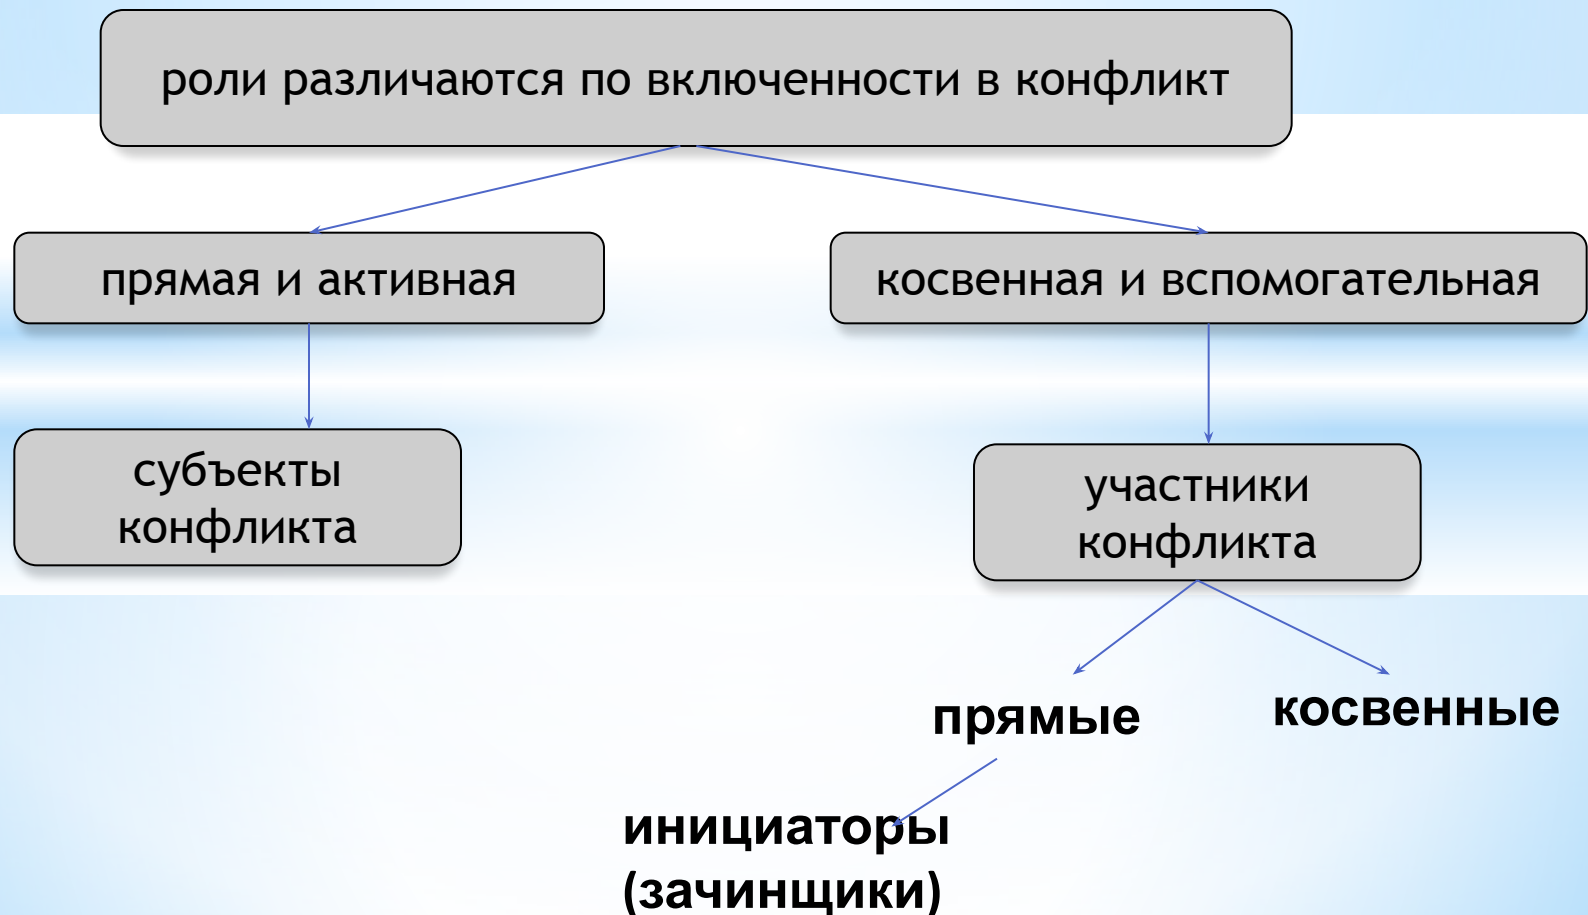 роли различаются по включенности в конфликт
прямая и активная
косвенная и вспомогательная
субъекты
конфликта
участники
конфликта
прямые
косвенные
инициаторы
(зачинщики)